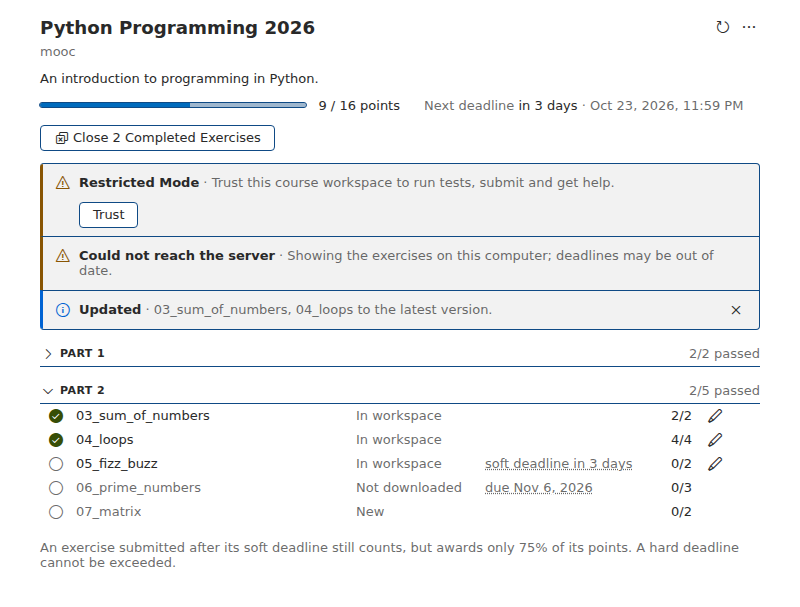 Python Programming 2026
mooc
An introduction to programming in Python.
9 / 16 points Next deadline in 3 days · Oct 23, 2026, 11:59 PM
Close 2 Completed Exercises
Restricted Mode · Trust this course workspace to run tests, submit and get help.
Trust
Could not reach the server · Showing the exercises on this computer; deadlines may be out of
date.
Updated · 03_sum_of_numbers, 04_loops to the latest version.
PART 1 2/2 passed
PART 2 2/5 passed
03_sum_of_numbers In workspace 2/2
04_loops In workspace 4/4
05_fizz_buzz In workspace soft deadline in 3 days 0/2
06_prime_numbers Not downloaded due Nov 6, 2026 0/3
07_matrix New 0/2
An exercise submitted after its soft deadline still counts, but awards only 75% of its points. A hard deadline
cannot be exceeded.